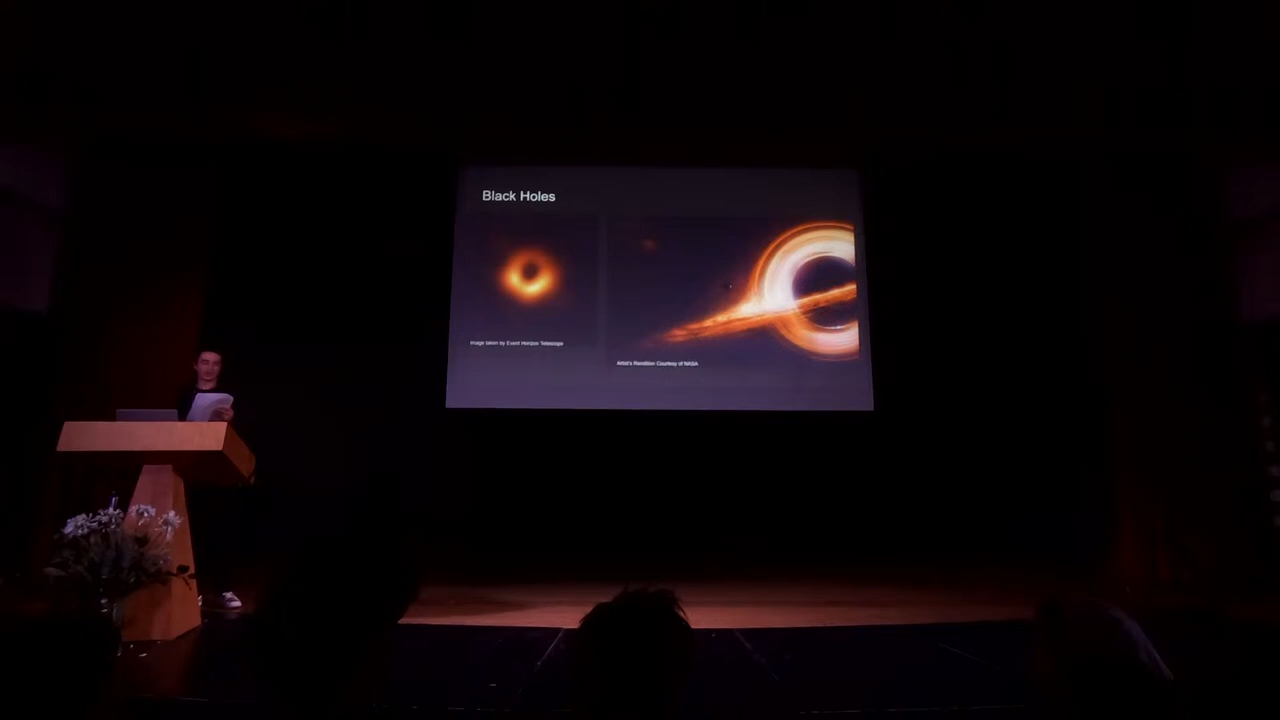 Black Holes
Image taken by Event Horizon Telescope
Artist's Rendition Courtesy of NASA